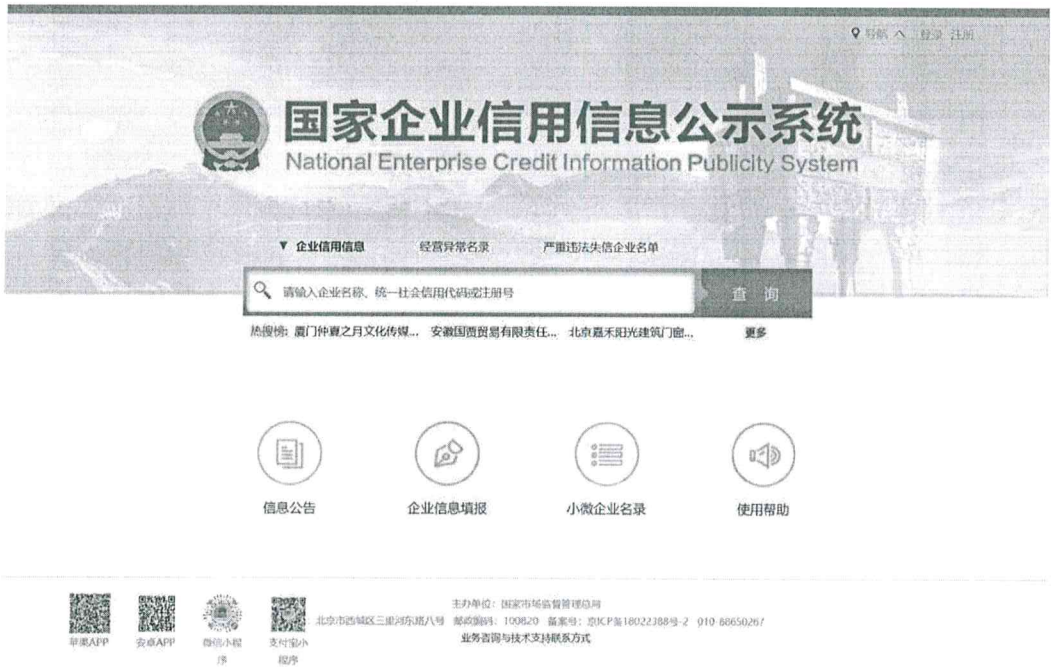 导航 登录 注册
国家企业信用信息公示系统
National Enterprise Credit Information Publicity System
企业信用信息 经营异常名录 严重违法失信企业名单
请输入企业名称、统一社会信用代码或注册号
查 询
热搜榜: 厦门仲夏之月文化传媒... 安徽国贾贸易有限责任... 北京嘉禾阳光建筑门窗... 更多
信息公告 企业信息填报 小微企业名录 使用帮助
主办单位：国家市场监督管理总局
北京市西城区三里河东路八号 邮政编码：100820 备案号：京ICP备18022388号-2 010-88650267
业务咨询与技术支持联系方式
苹果APP 安卓APP 微信小程序 支付宝小程序